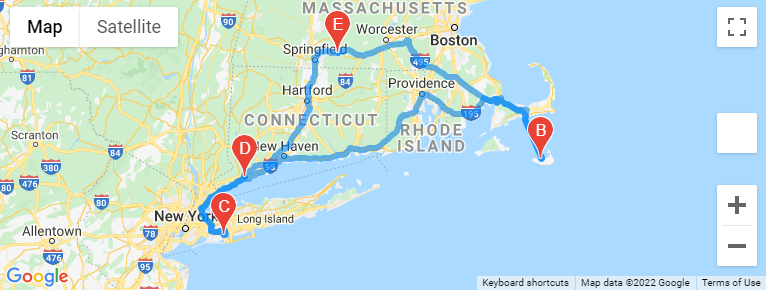 Map Satellite
MASSACHUSETTS
E
Worcester
Boston
Springfield
ghamton
81
495
84
Providence
Hartford
CONNECTICUT
195
Scranton
84
RHODE
ISLAND
B
D
New Haven
380
95
476
C
New York
Long Island
Allentown
78
476
95
Google
Keyboard shortcuts Map data ©2022 Google Terms of Use